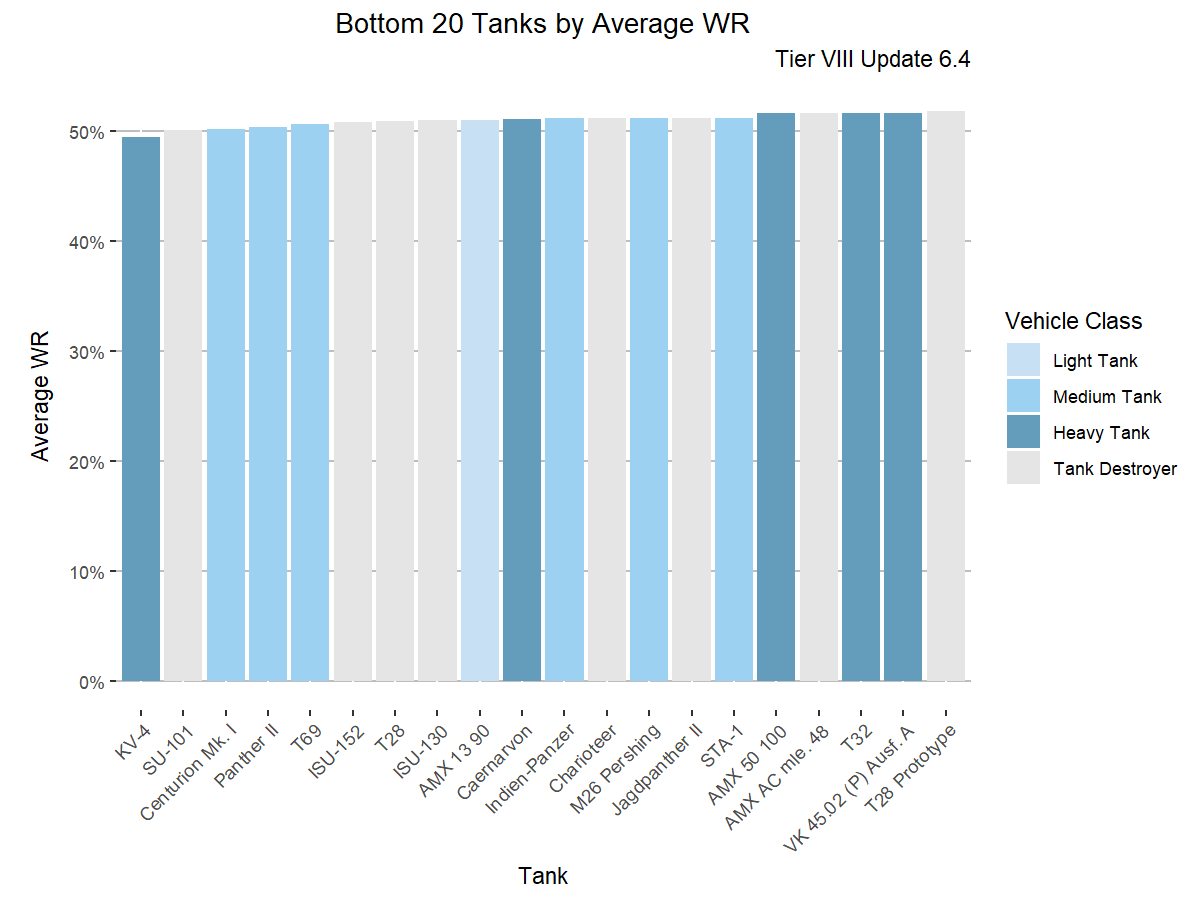 Bottom 20 Tanks by Average WR
Tier VIII Update 6.4
Average WR
50%
40%
30%
20%
10%
0%
KV-4
SU-101
Centurion Mk. I
Panther II
T69
ISU-152
T28
ISU-130
AMX 13 90
Caernarvon
Indien-Panzer
Charioteer
M26 Pershing
Jagdpanther II
STA-1
AMX 50 100
AMX AC mle. 48
T32
VK 45.02 (P) Ausf. A
T28 Prototype
Tank
Vehicle Class
Light Tank
Medium Tank
Heavy Tank
Tank Destroyer